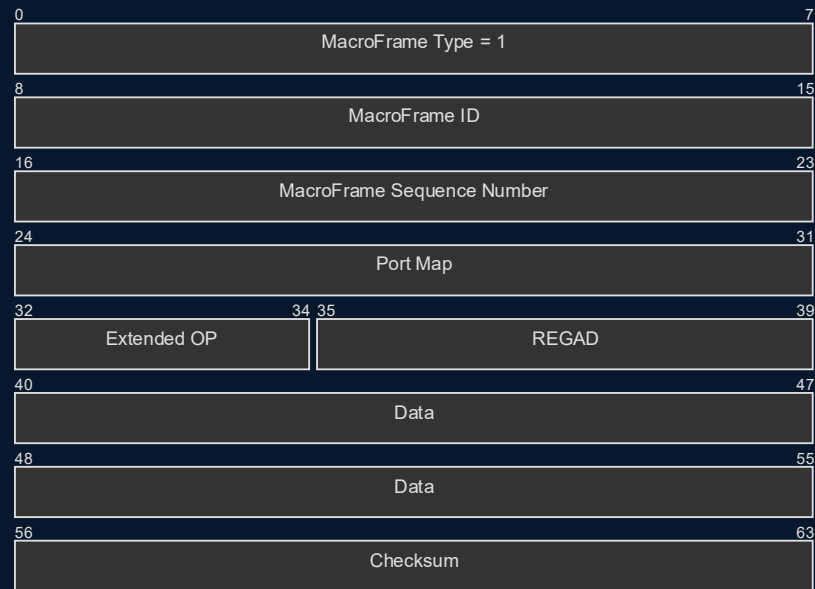 0 7
MacroFrame Type = 1
8 15
MacroFrame ID
16 23
MacroFrame Sequence Number
24 31
Port Map
32 34 35 39
Extended OP REGAD
40 47
Data
48 55
Data
56 63
Checksum